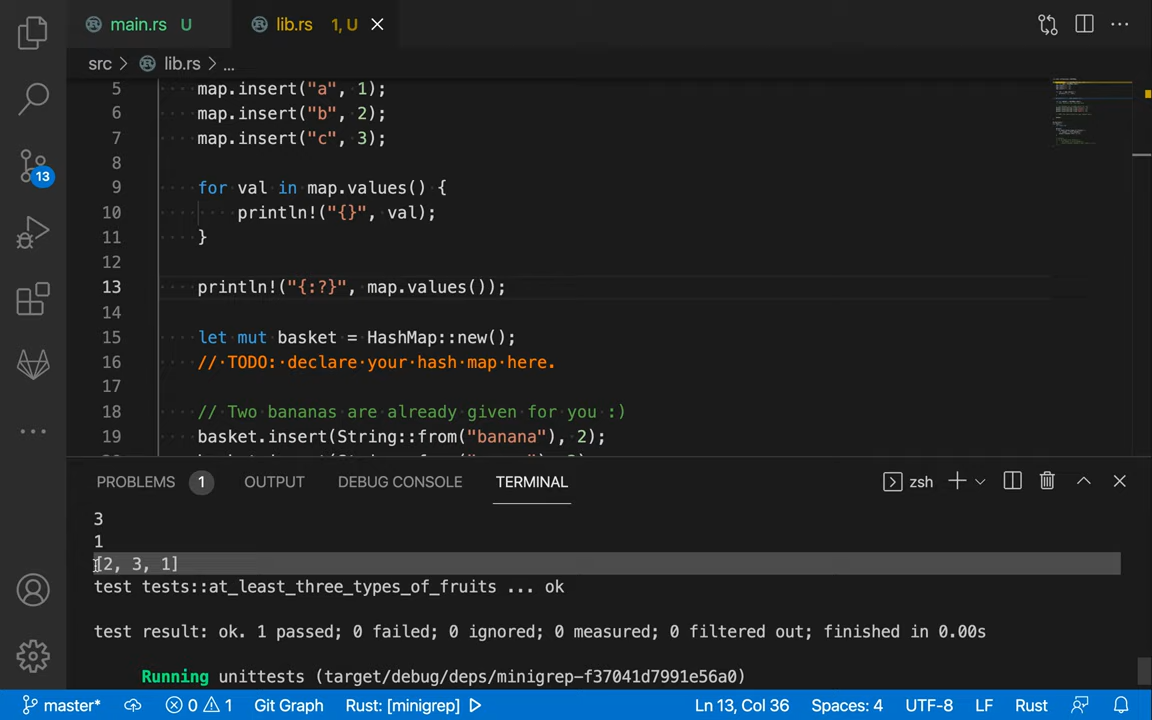 main.rs U lib.rs 1, U
src > lib.rs > ...
5 map.insert("a", 1);
6 map.insert("b", 2);
7 map.insert("c", 3);
8
9 for val in map.values() {
10 println!("{}", val);
11 }
12
13 println!("{:?}", map.values());
14
15 let mut basket = HashMap::new();
16 // TODO: declare your hash map here.
17
18 // Two bananas are already given for you :)
19 basket.insert(String::from("banana"), 2);
13
PROBLEMS 1 OUTPUT DEBUG CONSOLE TERMINAL zsh
3
1
[2, 3, 1]
test tests::at_least_three_types_of_fruits ... ok
test result: ok. 1 passed; 0 failed; 0 ignored; 0 measured; 0 filtered out; finished in 0.00s
Running unittests (target/debug/deps/minigrep-f37041d7991e56a0)
master* 0 1 Git Graph Rust: [minigrep] Ln 13, Col 36 Spaces: 4 UTF-8 LF Rust